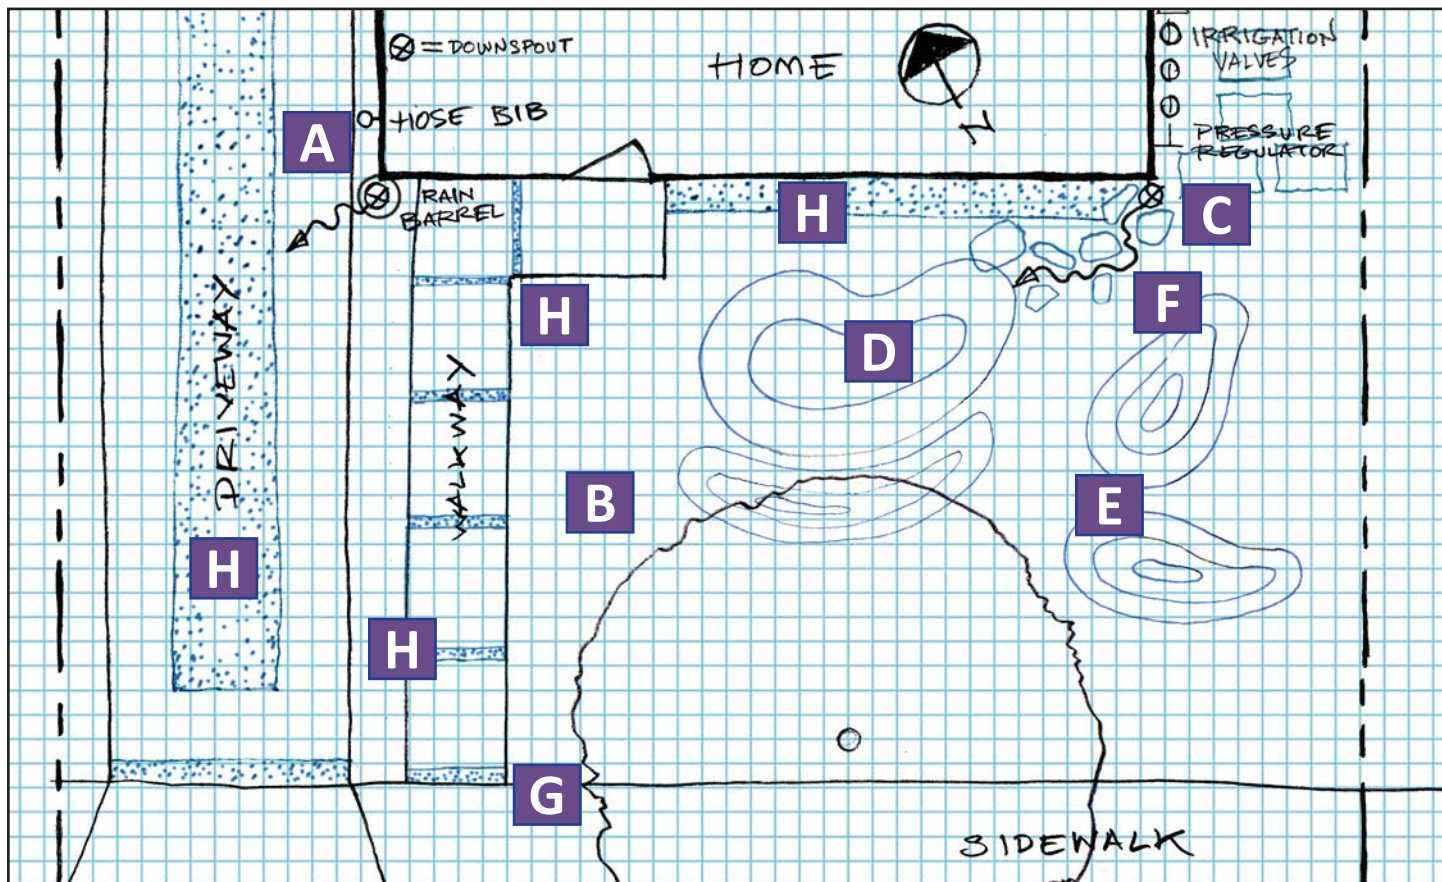 = DOWNSPOUT
HOME
IRRIGATION
VALVES
HOSE BIB
N
A
PRESSURE
REGULATOR
RAIN
BARREL
H
C
H
F
DRIVEWAY
D
WALKWAY
B
E
H
H
G
SIDEWALK